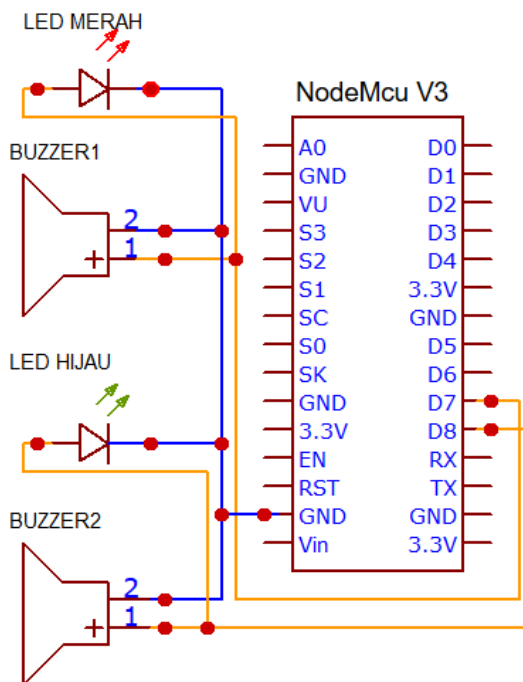 LED MERAH
BUZZER1
2
1
+
LED HIJAU
BUZZER2
2
1
+
NodeMcu V3
A0 D0
GND D1
VU D2
S3 D3
S2 D4
S1 3.3V
SC GND
S0 D5
SK D6
GND D7
3.3V D8
EN RX
RST TX
GND GND
Vin 3.3V